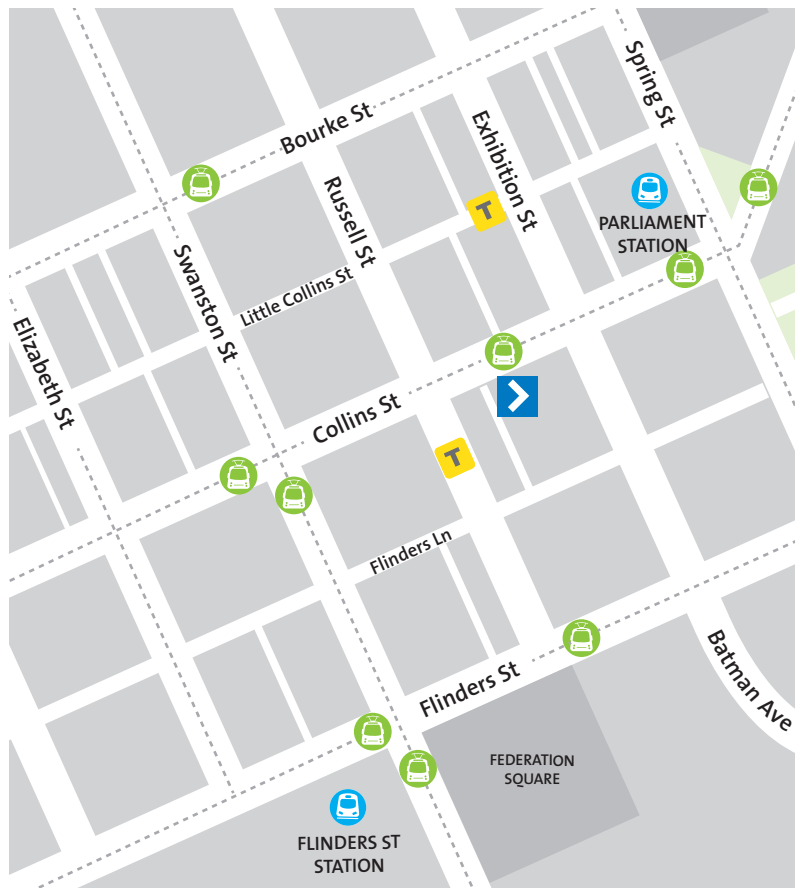 Spring St
Bourke St
Exhibition St
T
Russell St
PARLIAMENT
STATION
Swanston St
Little Collins St
Elizabeth St
Collins St
T
Flinders Ln
Batman Ave
Flinders St
FEDERATION
SQUARE
FLINDERS ST
STATION